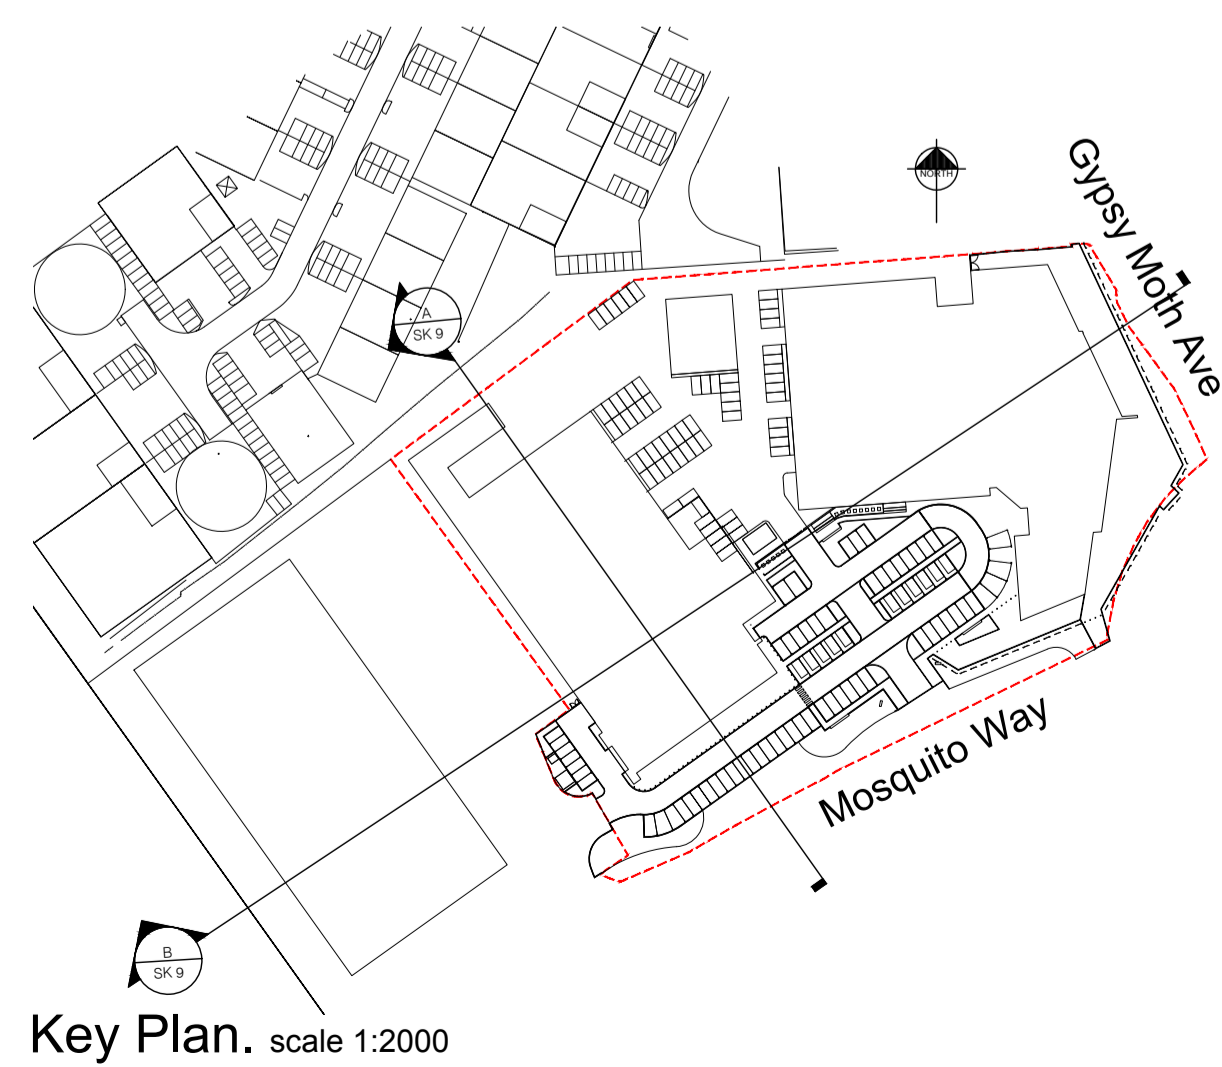 NORTH
Gypsy Moth Ave
A
SK 9
Mosquito Way
B
SK 9
Key Plan. scale 1:2000